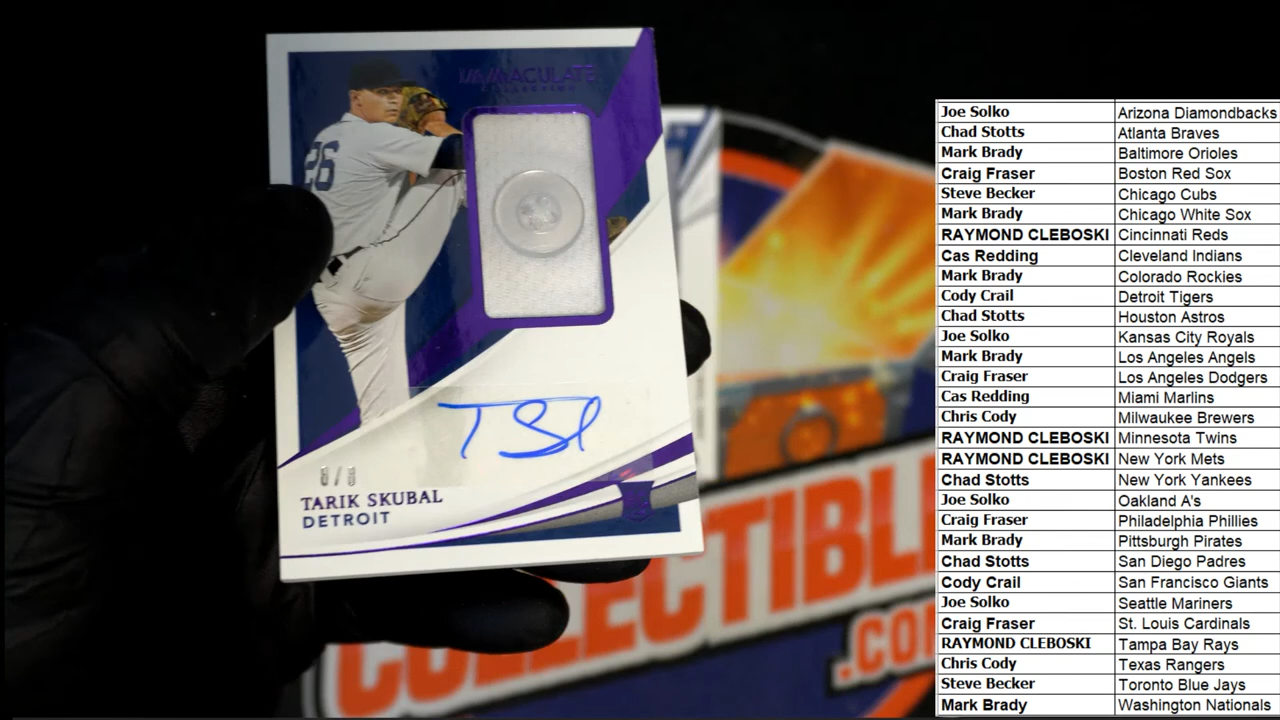 IMMACULATE
COLLECTION
26
TARIK SKUBAL
DETROIT
COLLECTIBLE
.CO
Joe Solko Arizona Diamondbacks
Chad Stotts Atlanta Braves
Mark Brady Baltimore Orioles
Craig Fraser Boston Red Sox
Steve Becker Chicago Cubs
Mark Brady Chicago White Sox
RAYMOND CLEBOSKI Cincinnati Reds
Cas Redding Cleveland Indians
Mark Brady Colorado Rockies
Cody Crail Detroit Tigers
Chad Stotts Houston Astros
Joe Solko Kansas City Royals
Mark Brady Los Angeles Angels
Craig Fraser Los Angeles Dodgers
Cas Redding Miami Marlins
Chris Cody Milwaukee Brewers
RAYMOND CLEBOSKI Minnesota Twins
RAYMOND CLEBOSKI New York Mets
Chad Stotts New York Yankees
Joe Solko Oakland A's
Craig Fraser Philadelphia Phillies
Mark Brady Pittsburgh Pirates
Chad Stotts San Diego Padres
Cody Crail San Francisco Giants
Joe Solko Seattle Mariners
Craig Fraser St. Louis Cardinals
RAYMOND CLEBOSKI Tampa Bay Rays
Chris Cody Texas Rangers
Steve Becker Toronto Blue Jays
Mark Brady Washington Nationals